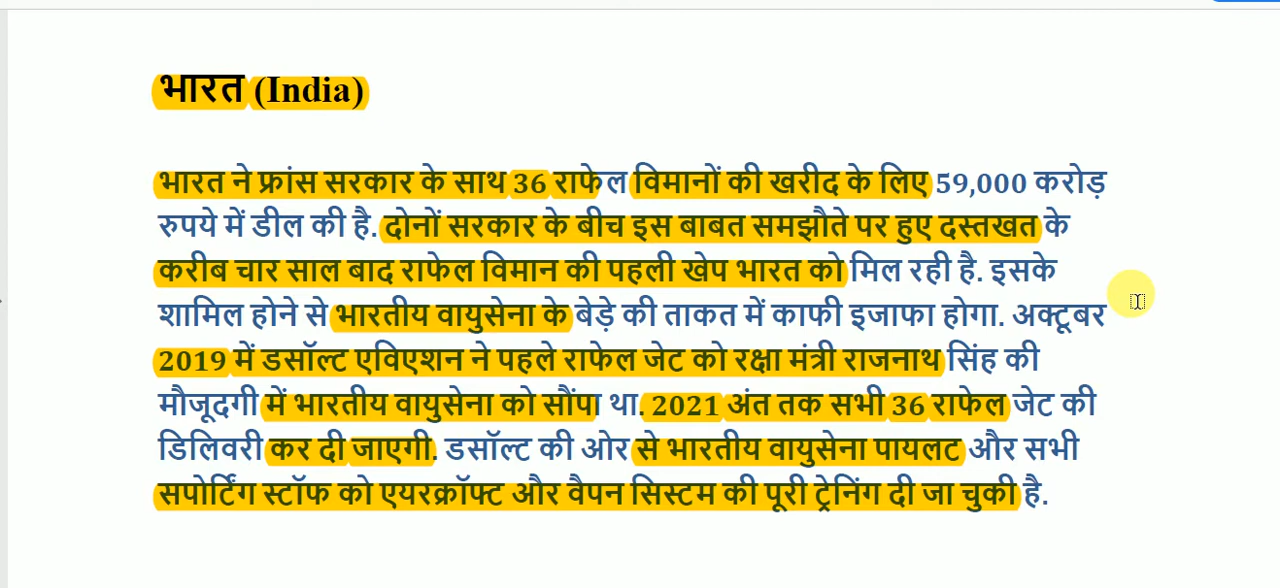 भारत (India)
भारत ने फ्रांस सरकार के साथ 36 राफेल विमानों की खरीद के लिए 59,000 करोड़
रुपये में डील की है. दोनों सरकार के बीच इस बाबत समझौते पर हुए दस्तखत के
करीब चार साल बाद राफेल विमान की पहली खेप भारत को मिल रही है. इसके
शामिल होने से भारतीय वायुसेना के बेड़े की ताकत में काफी इजाफा होगा. अक्टूबर
2019 में डसॉल्ट एविएशन ने पहले राफेल जेट को रक्षा मंत्री राजनाथ सिंह की
मौजूदगी में भारतीय वायुसेना को सौंपा था. 2021 अंत तक सभी 36 राफेल जेट की
डिलिवरी कर दी जाएगी. डसॉल्ट की ओर से भारतीय वायुसेना पायलट और सभी
सपोर्टिंग स्टॉफ को एयरक्रॉफ्ट और वैपन सिस्टम की पूरी ट्रेनिंग दी जा चुकी है.